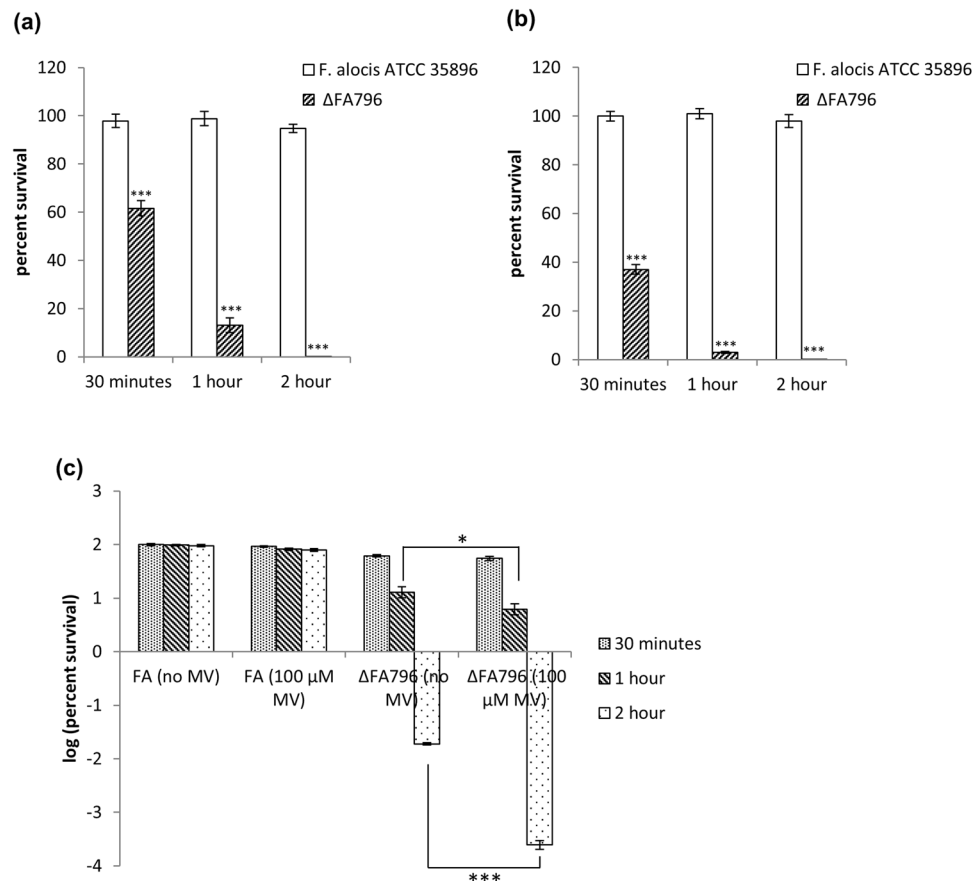 (a)
120
100
80
60
40
20
0
percent survival
F. alocis ATCC 35896
ΔFA796
***
***
***
30 minutes
1 hour
2 hour
(b)
120
100
80
60
40
20
0
percent survival
F. alocis ATCC 35896
ΔFA796
***
***
***
30 minutes
1 hour
2 hour
(c)
3
2
1
0
-1
-2
-3
-4
log (percent survival)
*
FA (no MV)
FA (100 µM
MV)
ΔFA796 (no
MV)
ΔFA796 (100
µM MV)
***
30 minutes
1 hour
2 hour